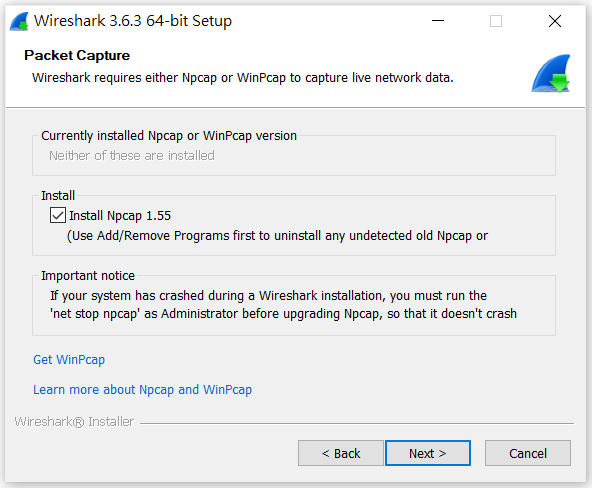 Wireshark 3.6.3 64-bit Setup
Packet Capture
Wireshark requires either Npcap or WinPcap to capture live network data.
Currently installed Npcap or WinPcap version
Neither of these are installed
Install
Install Npcap 1.55
(Use Add/Remove Programs first to uninstall any undetected old Npcap or
Important notice
If your system has crashed during a Wireshark installation, you must run the
'net stop npcap' as Administrator before upgrading Npcap, so that it doesn't crash
Get WinPcap
Learn more about Npcap and WinPcap
Wireshark® Installer
< Back
Next >
Cancel